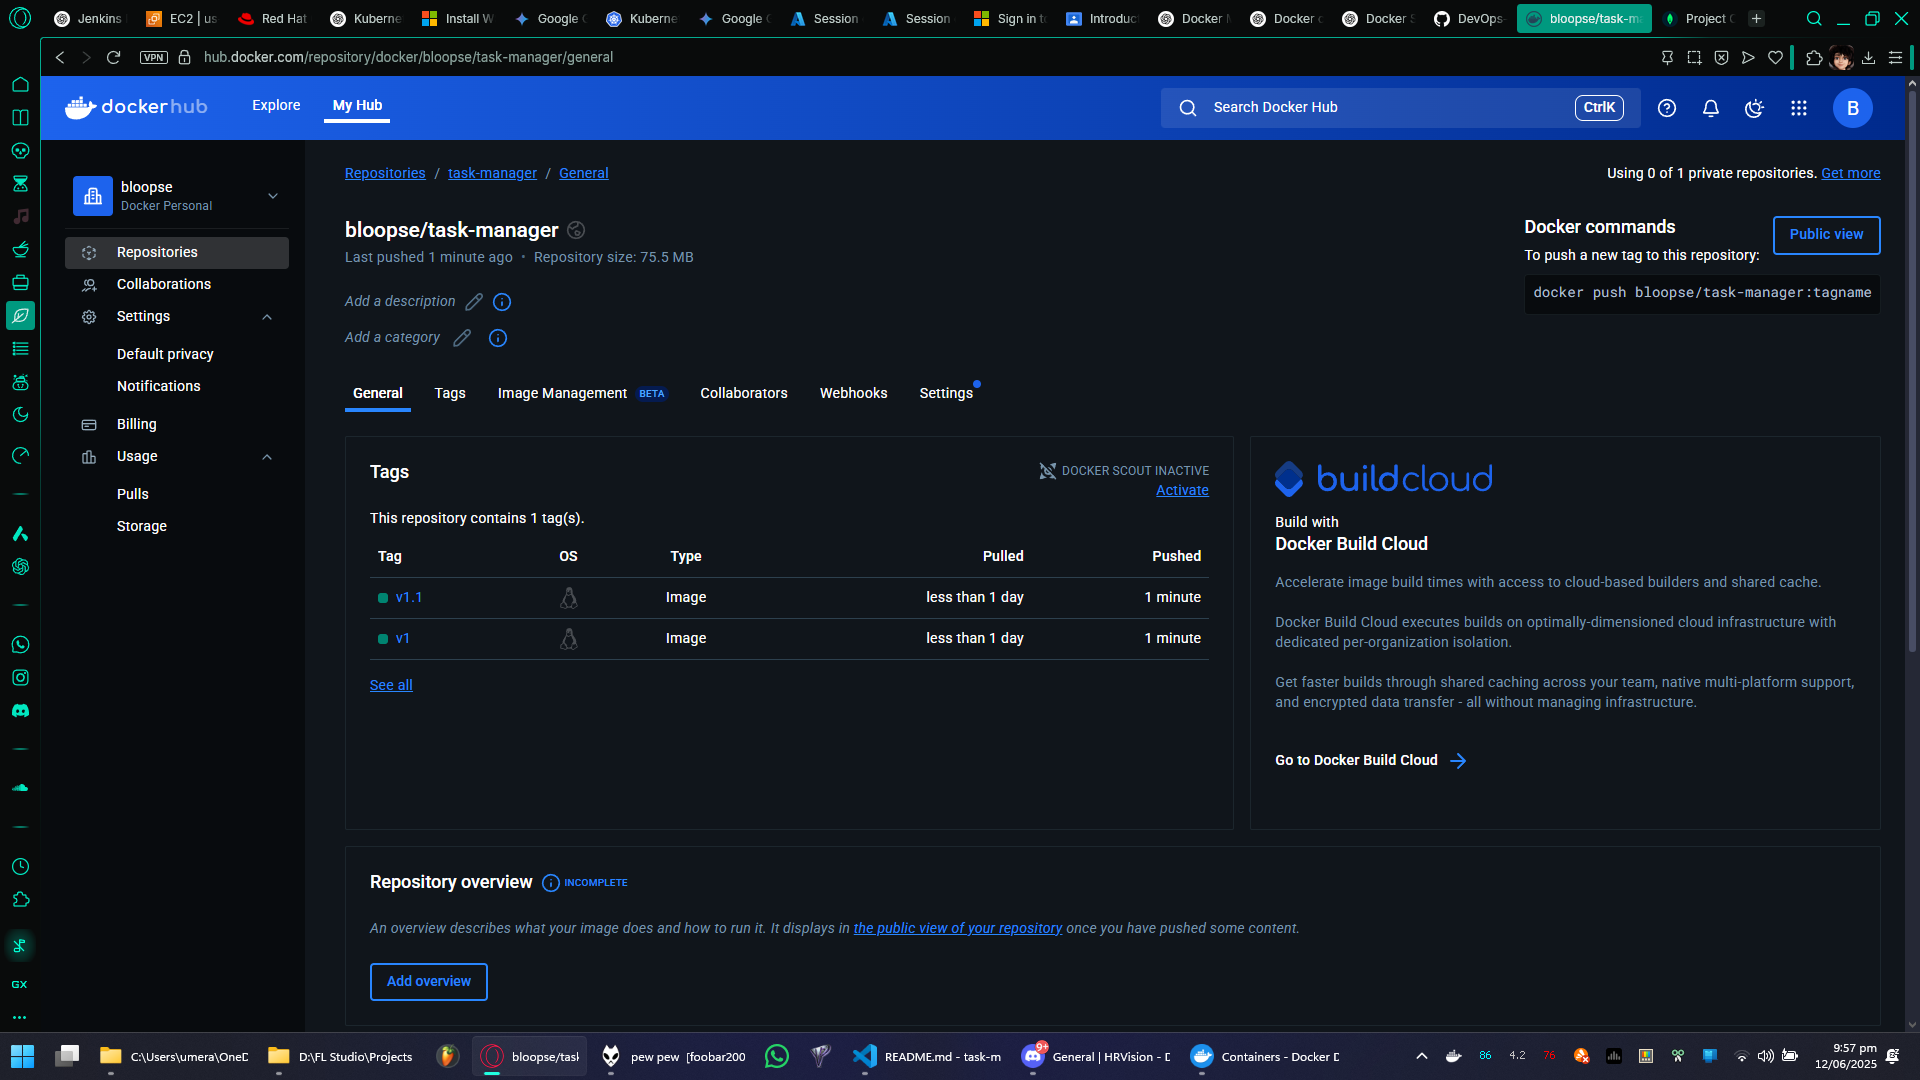 Jenkins
EC2 | us
Red Hat
Kuberne
Install W
Google C
Kuberne
Google C
Session
Session
Sign in to
Introduct
Docker
Docker c
Docker S
DevOps-
bloopse/task-m
Project
VPN
hub.docker.com/repository/docker/bloopse/task-manager/general
dockerhub
Explore
My Hub
Search Docker Hub
CtrlK
B
bloopse
Docker Personal
Repositories
Collaborations
Settings
Default privacy
Notifications
Billing
Usage
Pulls
Storage
Repositories / task-manager / General
Using 0 of 1 private repositories. Get more
bloopse/task-manager
Last pushed 1 minute ago • Repository size: 75.5 MB
Add a description
Add a category
Docker commands
Public view
To push a new tag to this repository:
docker push bloopse/task-manager:tagname
General
Tags
Image Management BETA
Collaborators
Webhooks
Settings
Tags
DOCKER SCOUT INACTIVE
Activate
This repository contains 1 tag(s).
Tag OS Type Pulled Pushed
v1.1 Image less than 1 day 1 minute
v1 Image less than 1 day 1 minute
See all
buildcloud
Build with
Docker Build Cloud
Accelerate image build times with access to cloud-based builders and shared cache.
Docker Build Cloud executes builds on optimally-dimensioned cloud infrastructure with
dedicated per-organization isolation.
Get faster builds through shared caching across your team, native multi-platform support,
and encrypted data transfer - all without managing infrastructure.
Go to Docker Build Cloud
Repository overview INCOMPLETE
An overview describes what your image does and how to run it. It displays in the public view of your repository once you have pushed some content.
Add overview
GX
C:\Users\umera\OneD
D:\FL Studio\Projects
bloopse/task
pew pew [foobar200
README.md - task-m
9+
General | HRVision - D
Containers - Docker D
86
4.2
76
9:57 pm
12/06/2025